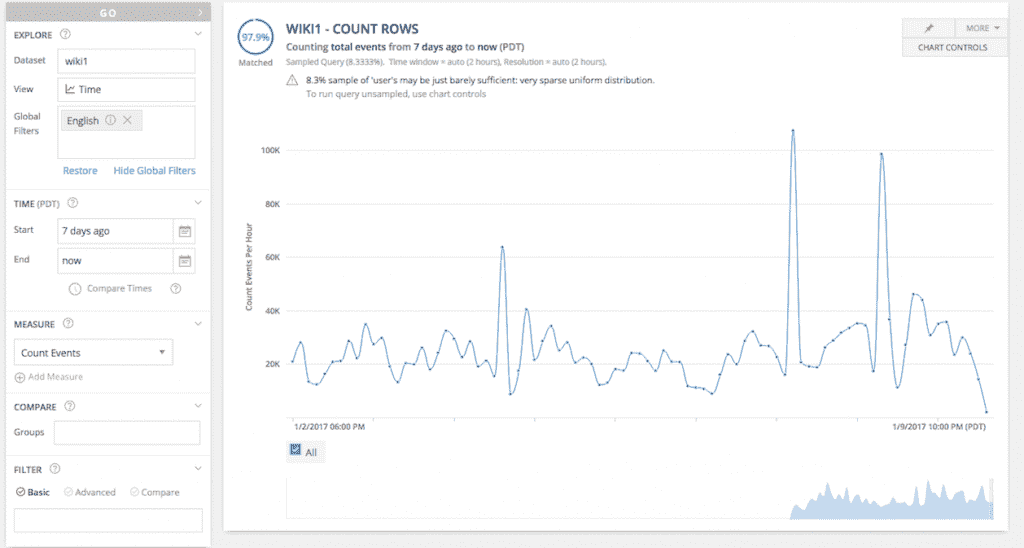 GO
EXPLORE
Dataset wiki1
View Time
Global Filters English
Restore Hide Global Filters
TIME (PDT)
Start 7 days ago
End now
Compare Times
MEASURE
Count Events
Add Measure
COMPARE
Groups
FILTER
Basic Advanced Compare
97.9%
Matched
WIKI1 - COUNT ROWS
Counting total events from 7 days ago to now (PDT)
Sampled Query (8.3333%). Time window = auto (2 hours), Resolution = auto (2 hours).
8.3% sample of 'user's may be just barely sufficient: very sparse uniform distribution.
To run query unsampled, use chart controls
MORE
CHART CONTROLS
Count Events Per Hour
100K
80K
60K
40K
20K
1/2/2017 06:00 PM 1/9/2017 10:00 PM (PDT)
All